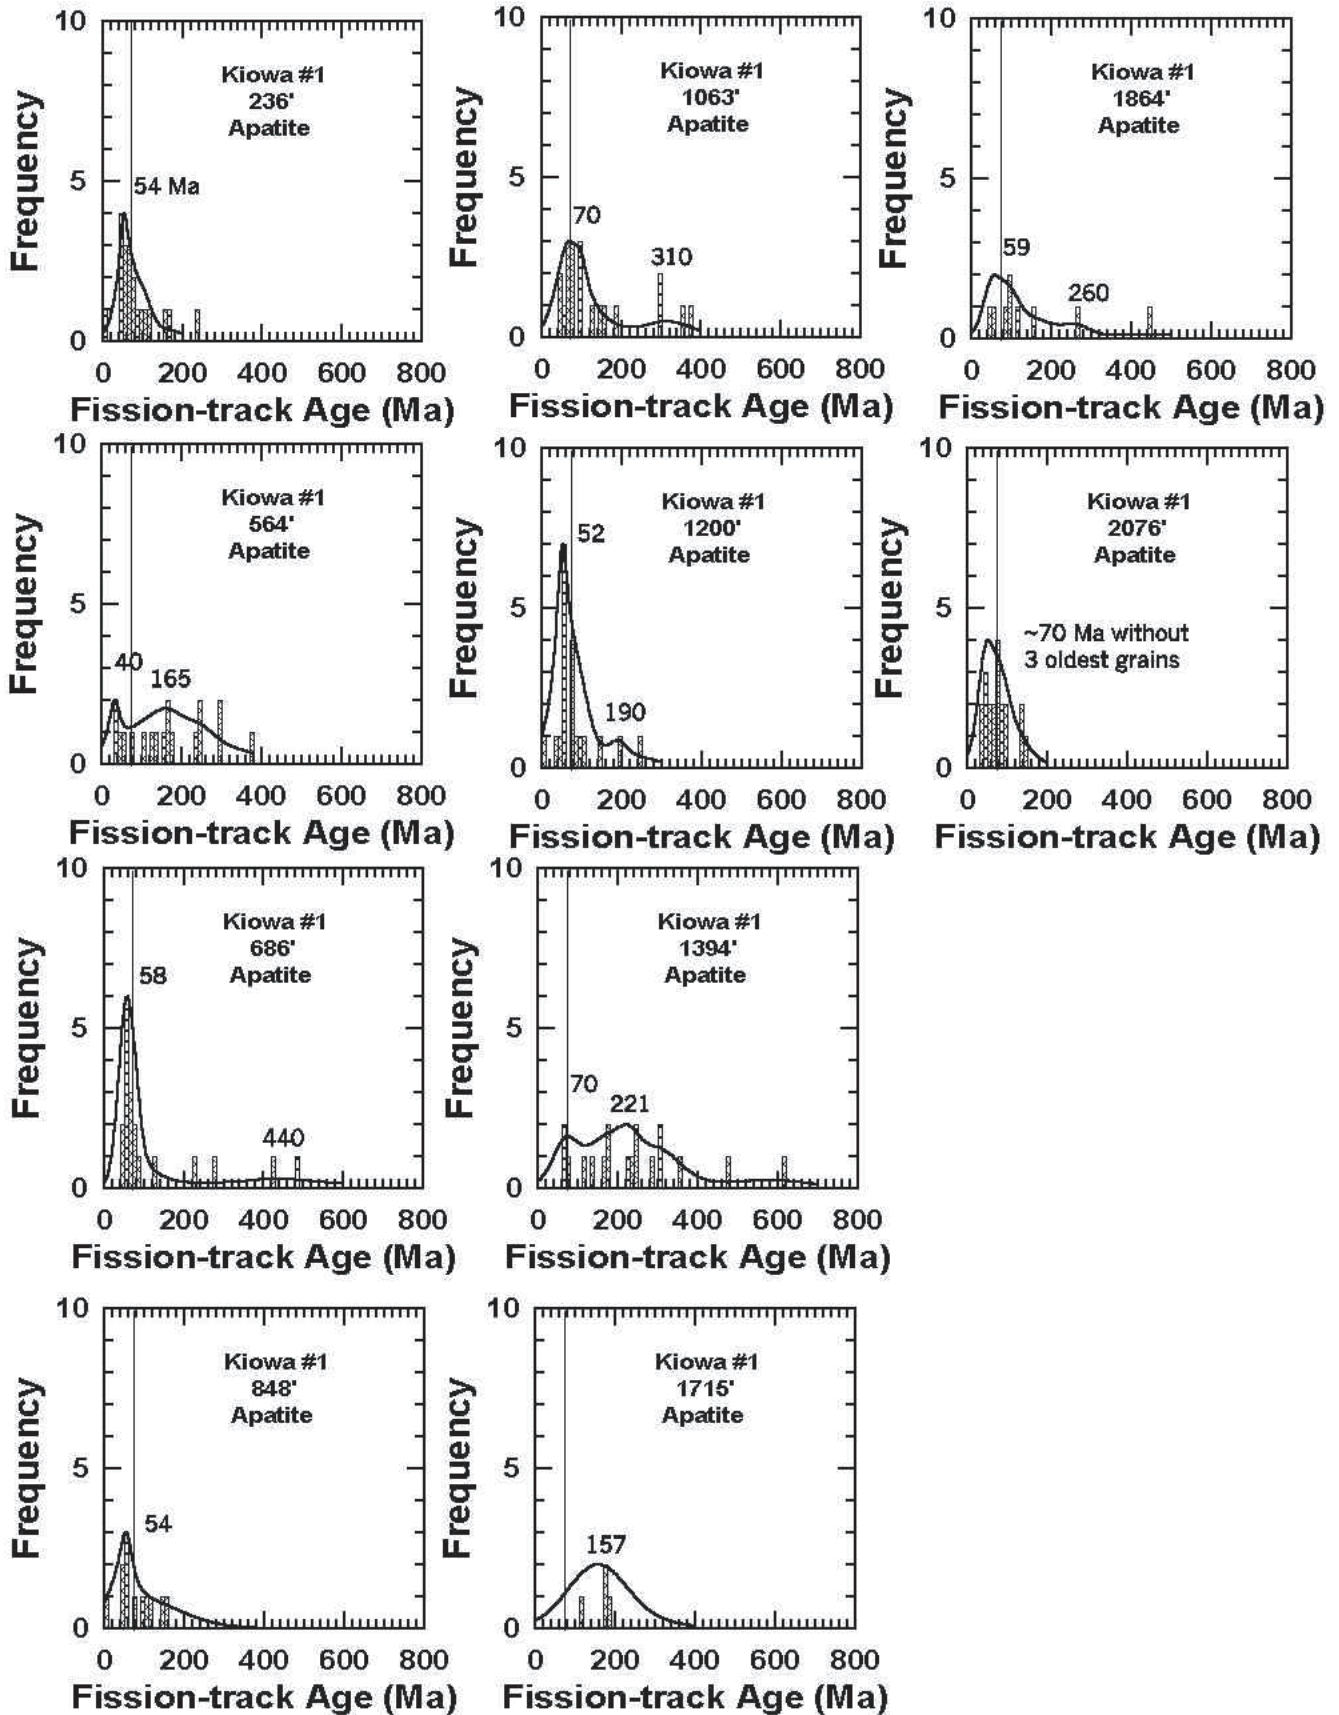 10
Kiowa #1
236'
Apatite
54 Ma
5
0
Frequency
0 200 400 600 800
Fission-track Age (Ma)
10
Kiowa #1
1063'
Apatite
70
310
5
0
Frequency
0 200 400 600 800
Fission-track Age (Ma)
10
Kiowa #1
1864'
Apatite
59
260
5
0
Frequency
0 200 400 600 800
Fission-track Age (Ma)
10
Kiowa #1
564'
Apatite
40
165
5
0
Frequency
0 200 400 600 800
Fission-track Age (Ma)
10
Kiowa #1
1200'
Apatite
52
190
5
0
Frequency
0 200 400 600 800
Fission-track Age (Ma)
10
Kiowa #1
2076'
Apatite
~70 Ma without
3 oldest grains
5
0
Frequency
0 200 400 600 800
Fission-track Age (Ma)
10
Kiowa #1
686'
Apatite
58
440
5
0
Frequency
0 200 400 600 800
Fission-track Age (Ma)
10
Kiowa #1
1394'
Apatite
70
221
5
0
Frequency
0 200 400 600 800
Fission-track Age (Ma)
10
Kiowa #1
848'
Apatite
54
5
0
Frequency
0 200 400 600 800
Fission-track Age (Ma)
10
Kiowa #1
1715'
Apatite
157
5
0
Frequency
0 200 400 600 800
Fission-track Age (Ma)